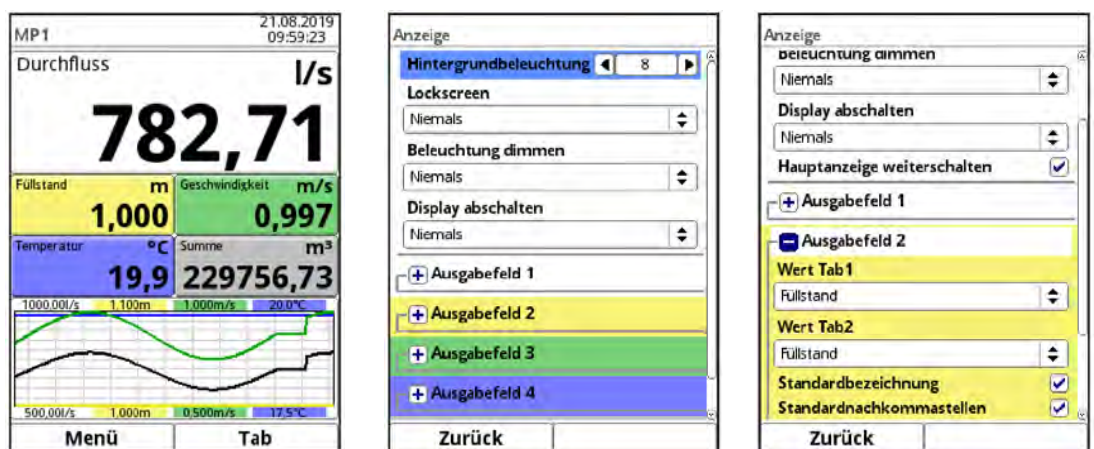 MP1
21.08.2019
09:59:23
Durchfluss
l/s
782,71
Füllstand m
1,000
Geschwindigkeit m/s
0,997
Temperatur °C
19,9
Summe m³
229756,73
1000,00l/s 1,100m 1,000m/s 20,0°C
500,00l/s 1,000m 0,500m/s 17,5°C
Menü Tab
Anzeige
Hintergrundbeleuchtung 8
Lockscreen
Niemals
Beleuchtung dimmen
Niemals
Display abschalten
Niemals
Ausgabefeld 1
Ausgabefeld 2
Ausgabefeld 3
Ausgabefeld 4
Zurück
Anzeige
Beleuchtung dimmen
Niemals
Display abschalten
Niemals
Hauptanzeige weiterschalten
Ausgabefeld 1
Ausgabefeld 2
Wert Tab1
Füllstand
Wert Tab2
Füllstand
Standardbezeichnung
Standardnachkommastellen
Zurück